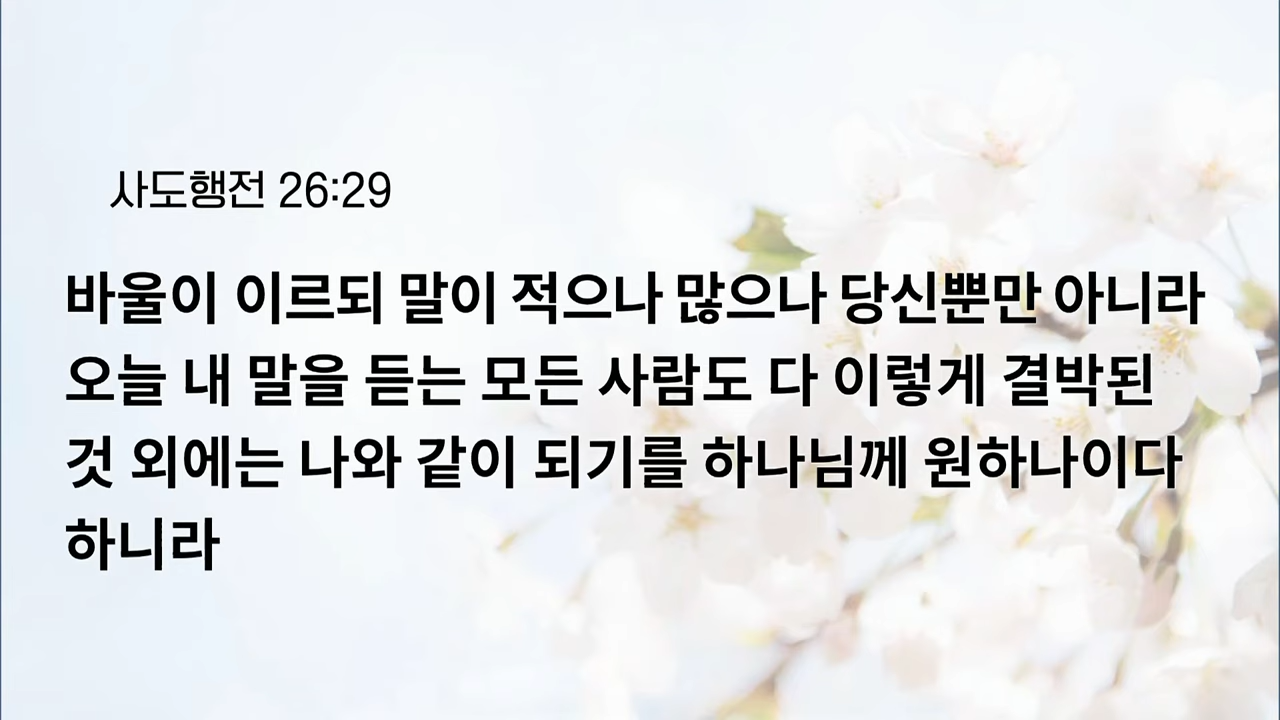 사도행전 26:29
바울이 이르되 말이 적으나 많으나 당신뿐만 아니라
오늘 내 말을 듣는 모든 사람도 다 이렇게 결박된
것 외에는 나와 같이 되기를 하나님께 원하나이다
하니라